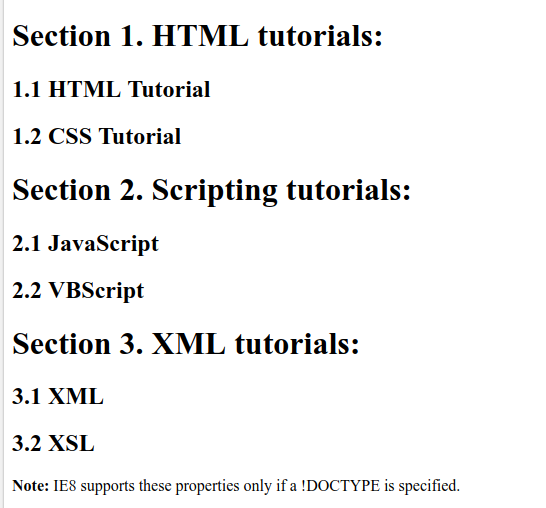 Section 1. HTML tutorials:
1.1 HTML Tutorial
1.2 CSS Tutorial
Section 2. Scripting tutorials:
2.1 JavaScript
2.2 VBScript
Section 3. XML tutorials:
3.1 XML
3.2 XSL
Note: IE8 supports these properties only if a !DOCTYPE is specified.